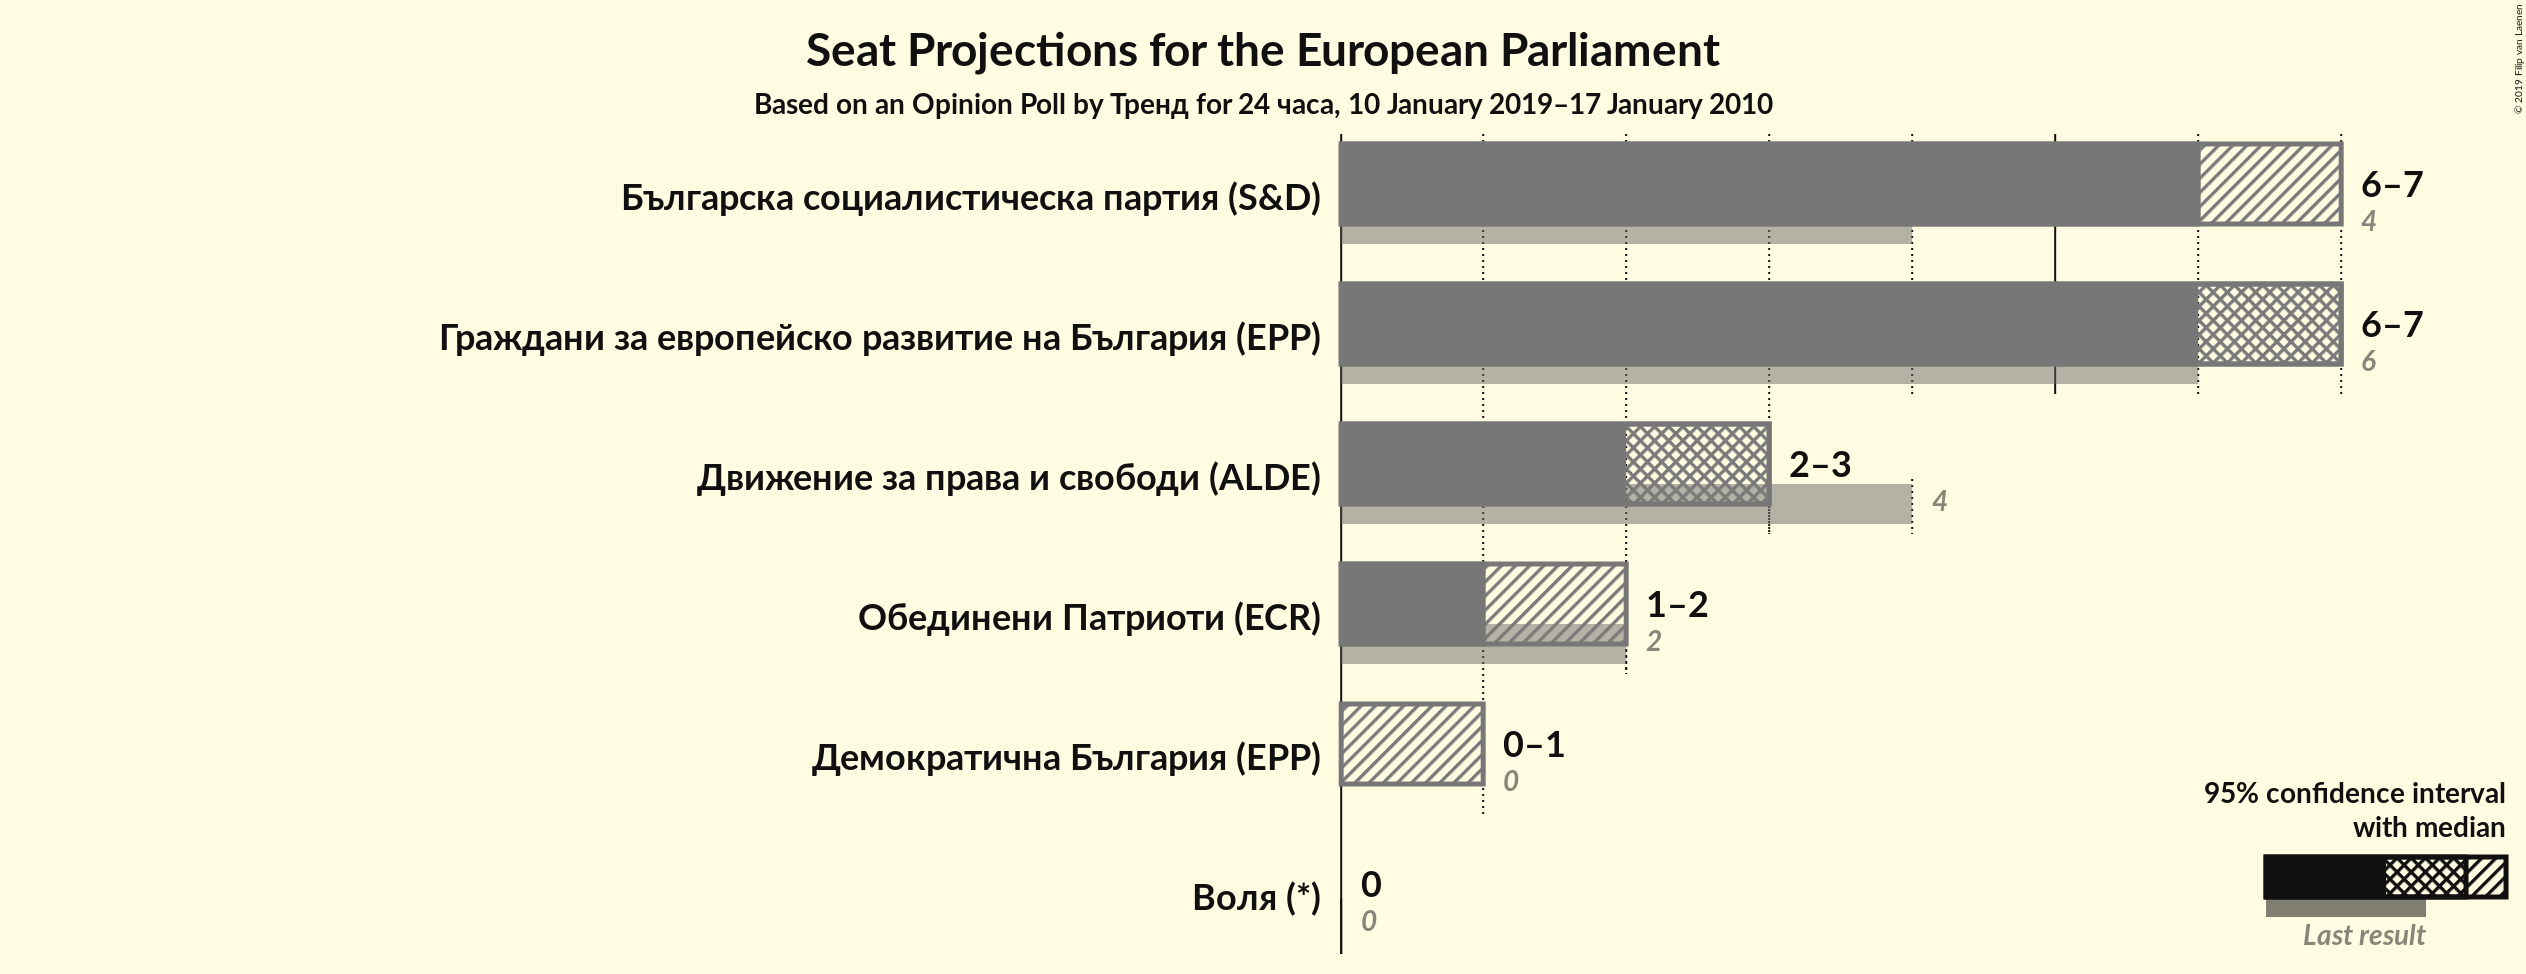 Seat Projections for the European Parliament
Based on an Opinion Poll by Тренд for 24 часа, 10 January 2019–17 January 2010
© 2019 Filip van Laenen
Българска социалистическа партия (S&D)
6–7
4
Граждани за европейско развитие на България (EPP)
6–7
6
Движение за права и свободи (ALDE)
2–3
4
Обединени Патриоти (ECR)
1–2
2
Демократична България (EPP)
0–1
0
Воля (*)
0
0
95% confidence interval
with median
Last result